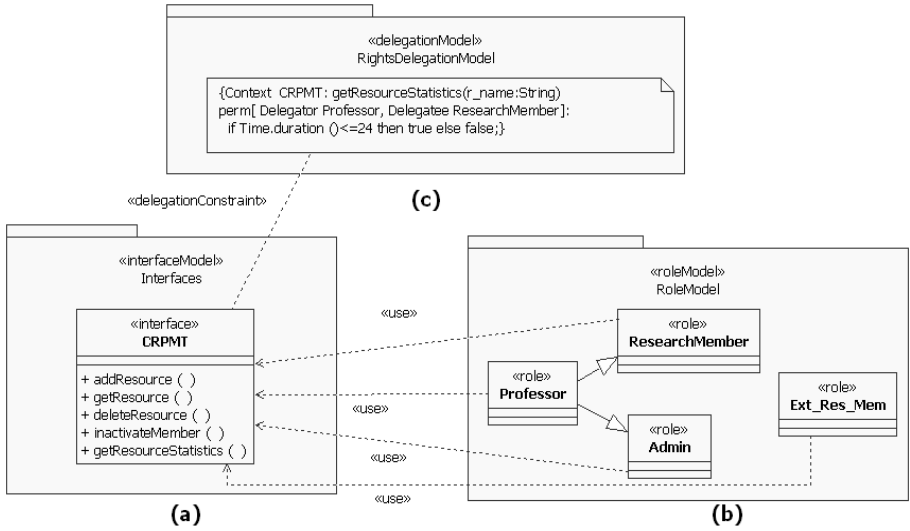 «delegationModel»
RightsDelegationModel
{Context  CRPMT: getResourceStatistics(r_name:String)
perm[ Delegator Professor, Delegatee ResearchMember]:
if Time.duration ()<=24 then true else false;}
«delegationConstraint»
(c)
«interfaceModel»
Interfaces
«interface»
CRPMT
+ addResource ( )
+ getResource ( )
+ deleteResource ( )
+ inactivateMember ( )
+ getResourceStatistics ( )
«use»
«use»
«use»
«use»
«roleModel»
RoleModel
«role»
ResearchMember
«role»
Professor
«role»
Ext_Res_Mem
«role»
Admin
(a)
(b)